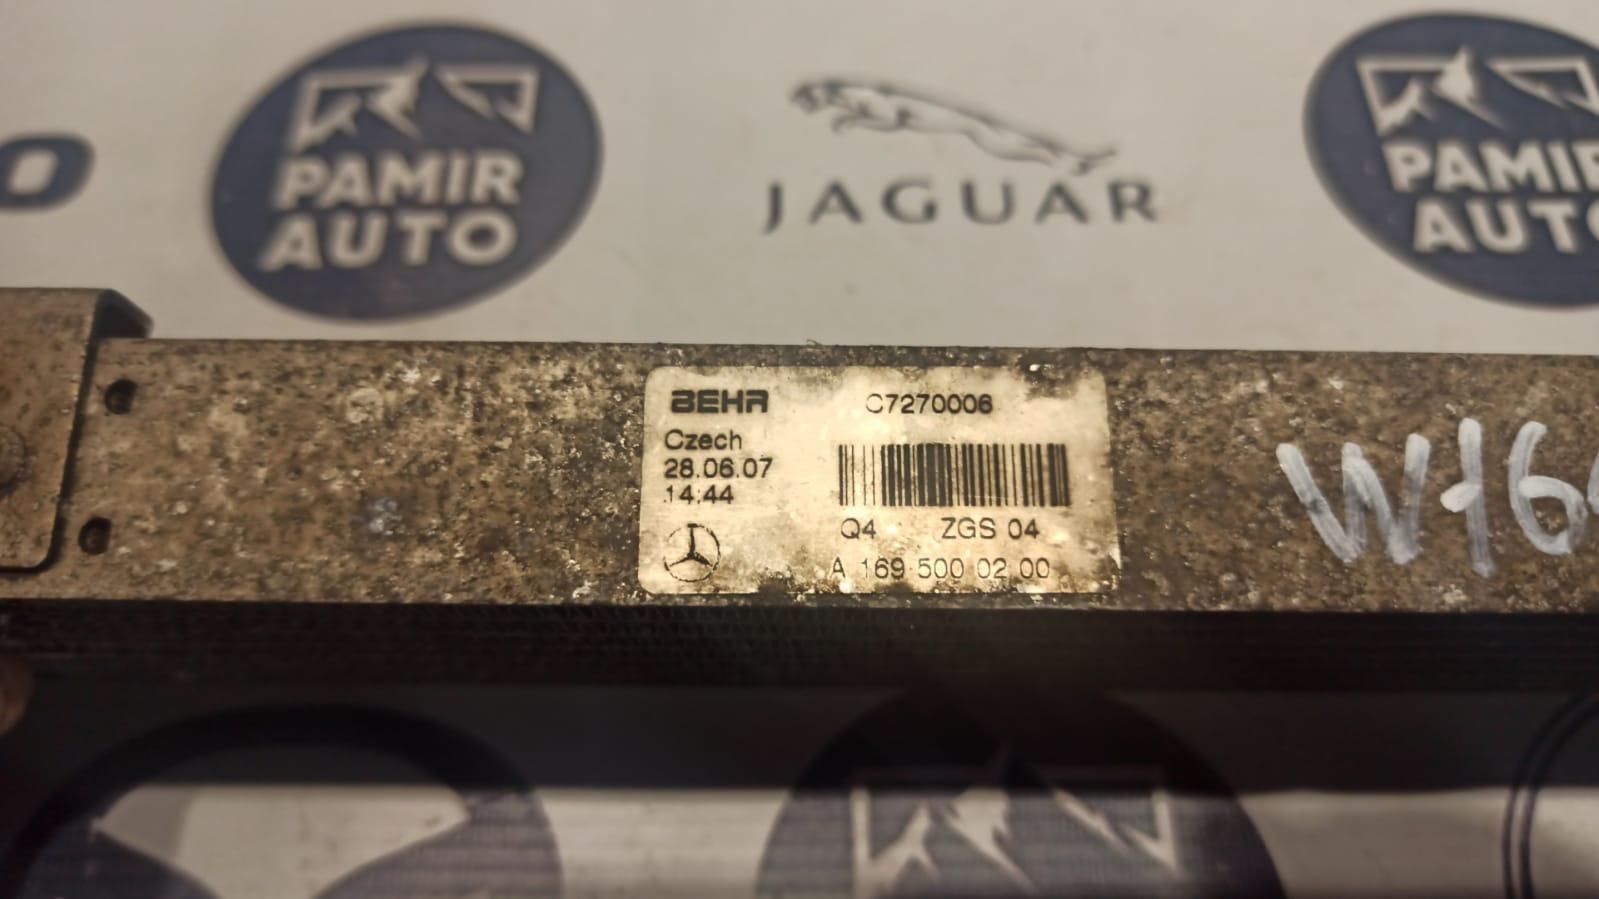 PAMIR
AUTO
JAGUAR
PAMIR
AUTO
BEHR
C7270006
Czech
28.06.07
14:44
Q4 ZGS 04
A 169 500 02 00